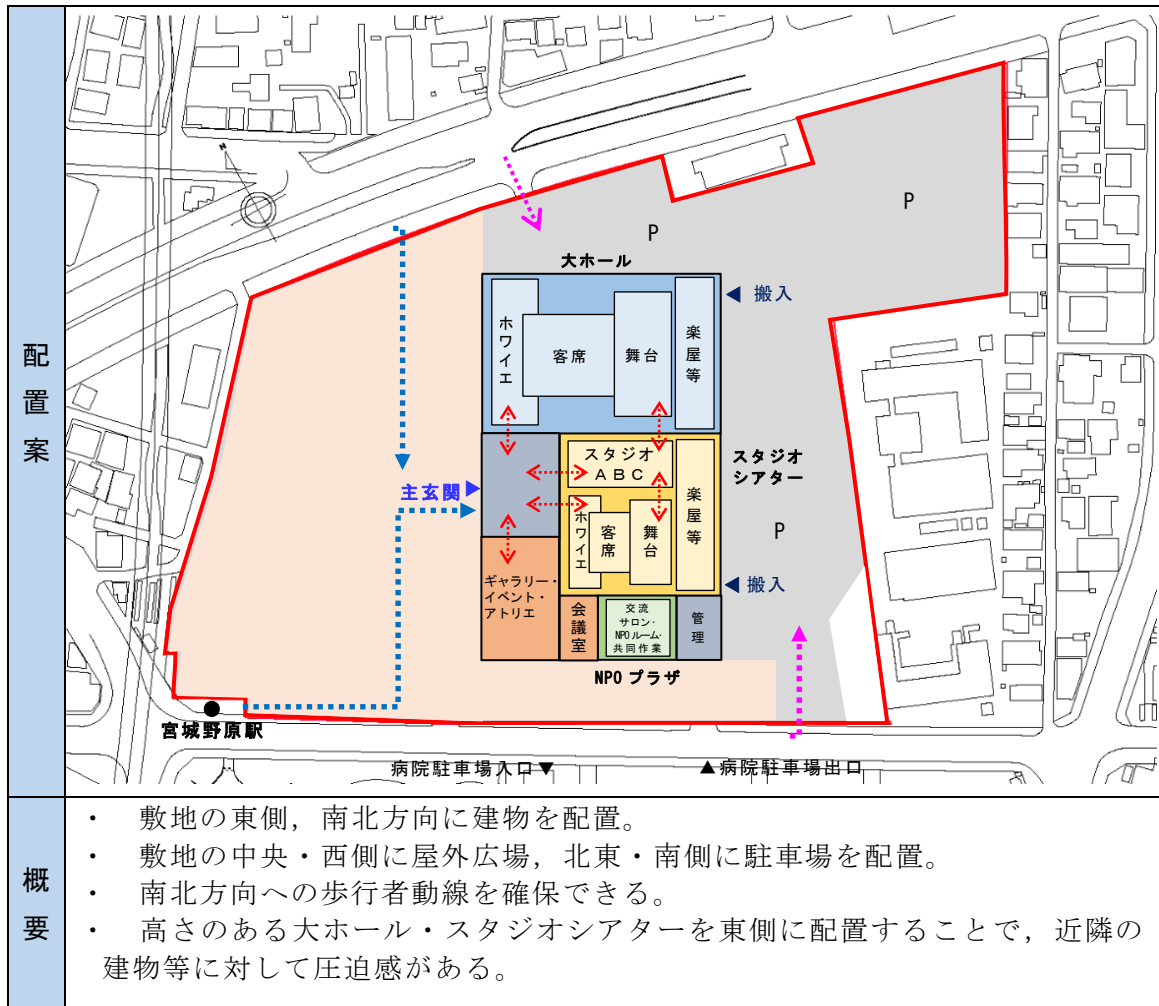 配置案
N
P
P
大ホール
搬入
ホワイエ
客席
舞台
楽屋等
スタジオ
ABC
スタジオ
シアター
主玄関
ホワイエ
客席
舞台
楽屋等
P
搬入
ギャラリー・
イベント・
アトリエ
会議室
交流
サロン・
NPOルーム・
共同作業
管理
NPOプラザ
宮城野原駅
病院駐車場入口▼
▲病院駐車場出口
概要
・ 敷地の東側，南北方向に建物を配置。
・ 敷地の中央・西側に屋外広場，北東・南側に駐車場を配置。
・ 南北方向への歩行者動線を確保できる。
・ 高さのある大ホール・スタジオシアターを東側に配置することで，近隣の
建物等に対して圧迫感がある。